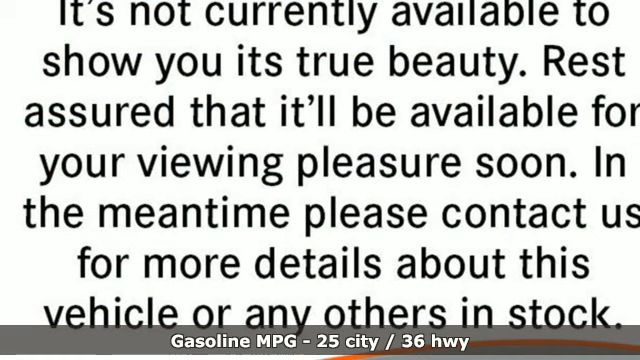 It's not currently available to
show you its true beauty. Rest
assured that it'll be available for
your viewing pleasure soon. In
the meantime please contact us
for more details about this
vehicle or any others in stock.
Gasoline MPG - 25 city / 36 hwy